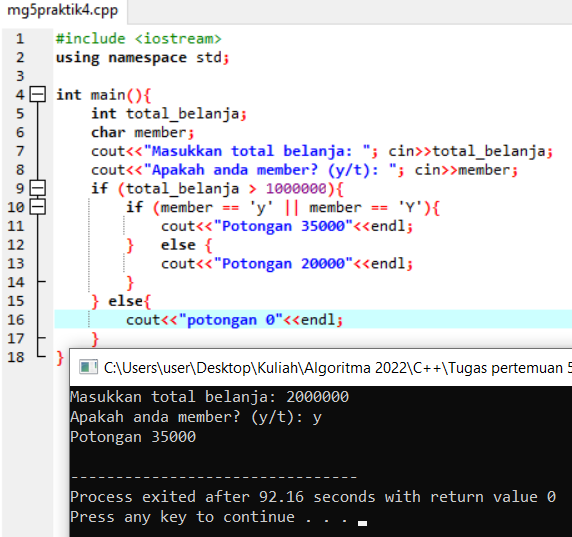 mg5praktik4.cpp
1 #include <iostream>
2 using namespace std;
3
4 int main(){
5 int total_belanja;
6 char member;
7 cout<<"Masukkan total belanja: "; cin>>total_belanja;
8 cout<<"Apakah anda member? (y/t): "; cin>>member;
9 if (total_belanja > 1000000){
10 if (member == 'y' || member == 'Y'){
11 cout<<"Potongan 35000"<<endl;
12 } else {
13 cout<<"Potongan 20000"<<endl;
14 }
15 } else{
16 cout<<"potongan 0"<<endl;
17 }
18 }
C:\Users\user\Desktop\Kuliah\Algoritma 2022\C++\Tugas pertemuan 5
Masukkan total belanja: 2000000
Apakah anda member? (y/t): y
Potongan 35000
--------------------------------
Process exited after 92.16 seconds with return value 0
Press any key to continue . . .